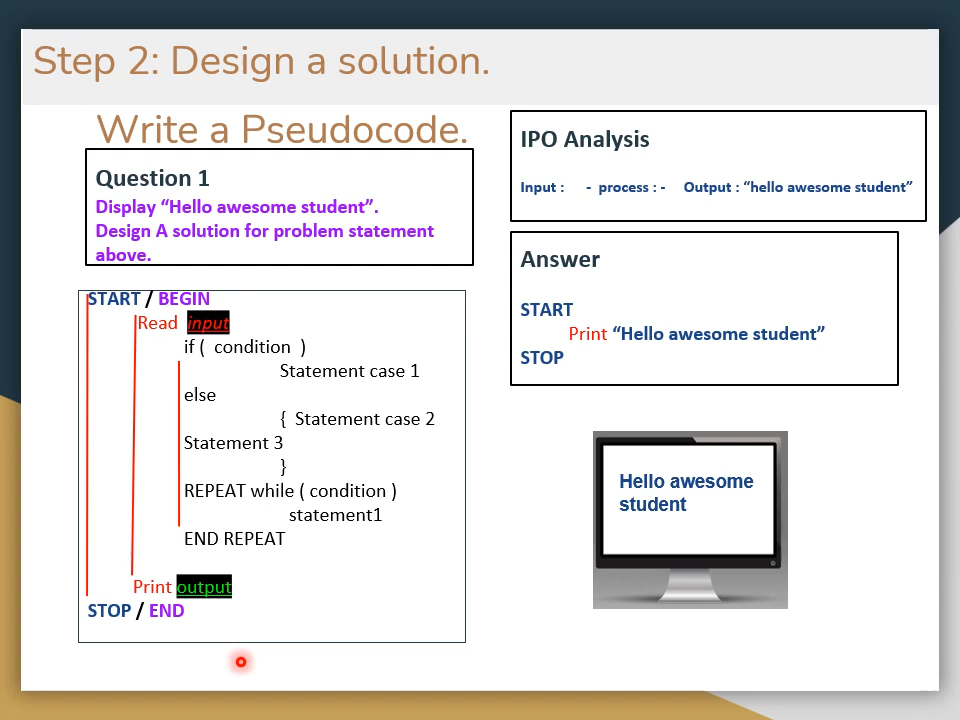 Step 2: Design a solution.
Write a Pseudocode.
Question 1
Display “Hello awesome student”.
Design A solution for problem statement
above.
START / BEGIN
Read input
if ( condition )
Statement case 1
else
{ Statement case 2
Statement 3
}
REPEAT while ( condition )
statement1
END REPEAT
Print output
STOP / END
IPO Analysis
Input : - process : - Output : “hello awesome student”
Answer
START
Print “Hello awesome student”
STOP
Hello awesome
student